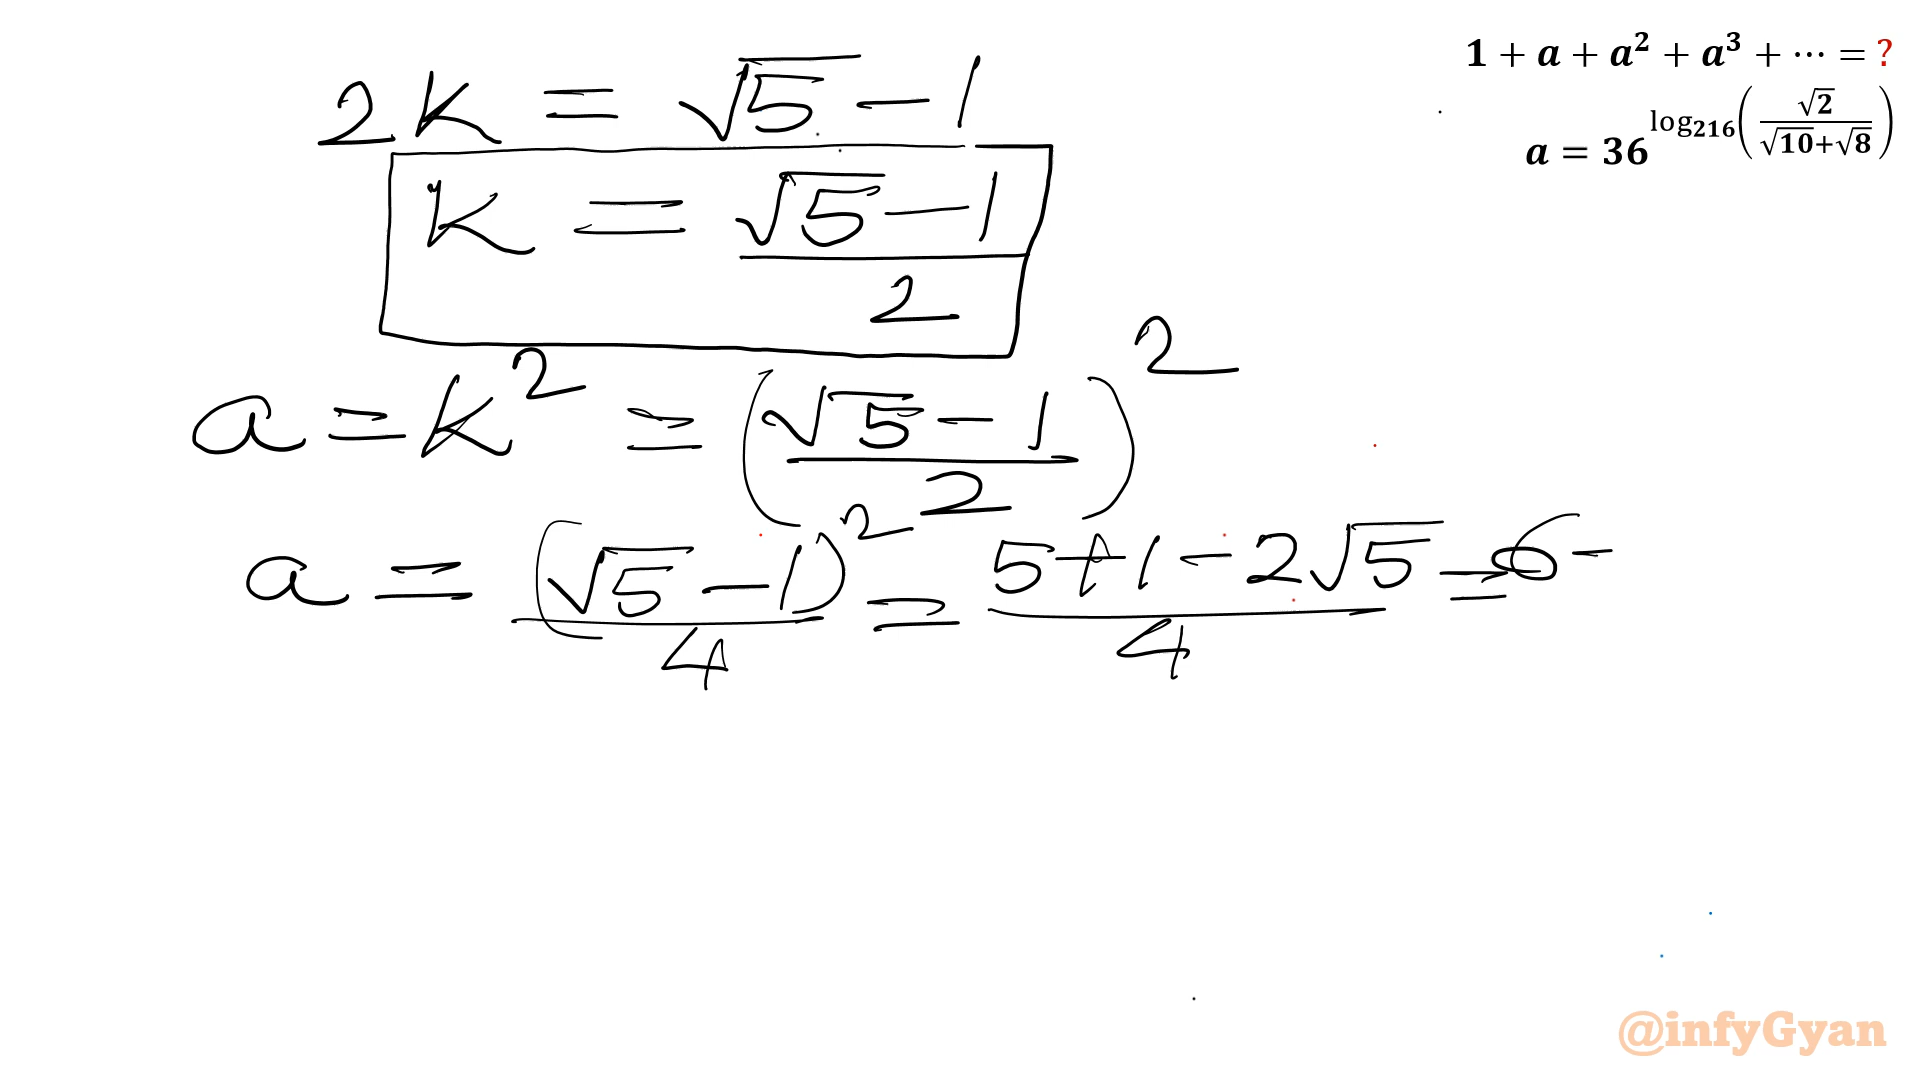 1 + a + a² + a³ + ⋯ = ?
a = 36^(log₂₁₆(√2/(√10+√8)))
2k = √5 − 1
k = (√5 − 1)/2
a = k² = ((√5 − 1)/2)²
a = (√5 − 1)²/4 = (5 + 1 − 2√5)/4 = 6 −
@infyGyan